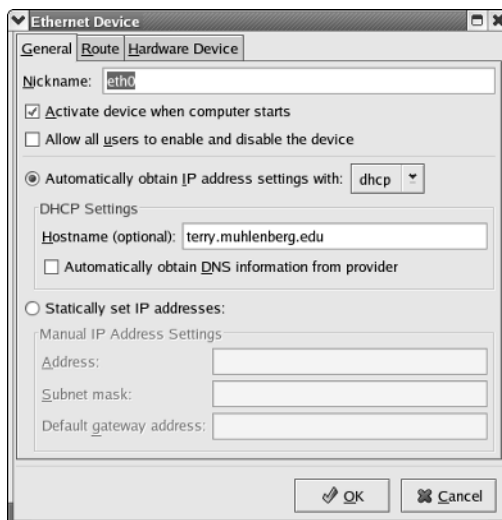 Ethernet Device
General Route Hardware Device
Nickname: eth0
Activate device when computer starts
Allow all users to enable and disable the device
Automatically obtain IP address settings with: dhcp
DHCP Settings
Hostname (optional): terry.muhlenberg.edu
Automatically obtain DNS information from provider
Statically set IP addresses:
Manual IP Address Settings
Address:
Subnet mask:
Default gateway address:
OK Cancel